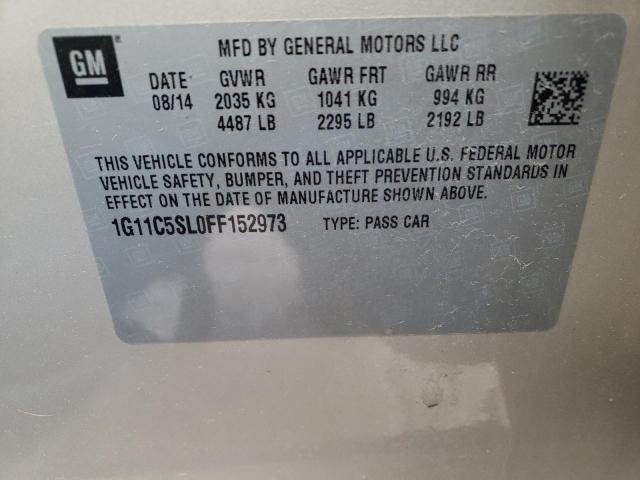 GM
MFD BY GENERAL MOTORS LLC
DATE GVWR GAWR FRT GAWR RR
08/14 2035 KG 1041 KG 994 KG
4487 LB 2295 LB 2192 LB
THIS VEHICLE CONFORMS TO ALL APPLICABLE U.S. FEDERAL MOTOR
VEHICLE SAFETY, BUMPER, AND THEFT PREVENTION STANDARDS IN
EFFECT ON THE DATE OF MANUFACTURE SHOWN ABOVE.
1G11C5SL0FF152973 TYPE: PASS CAR